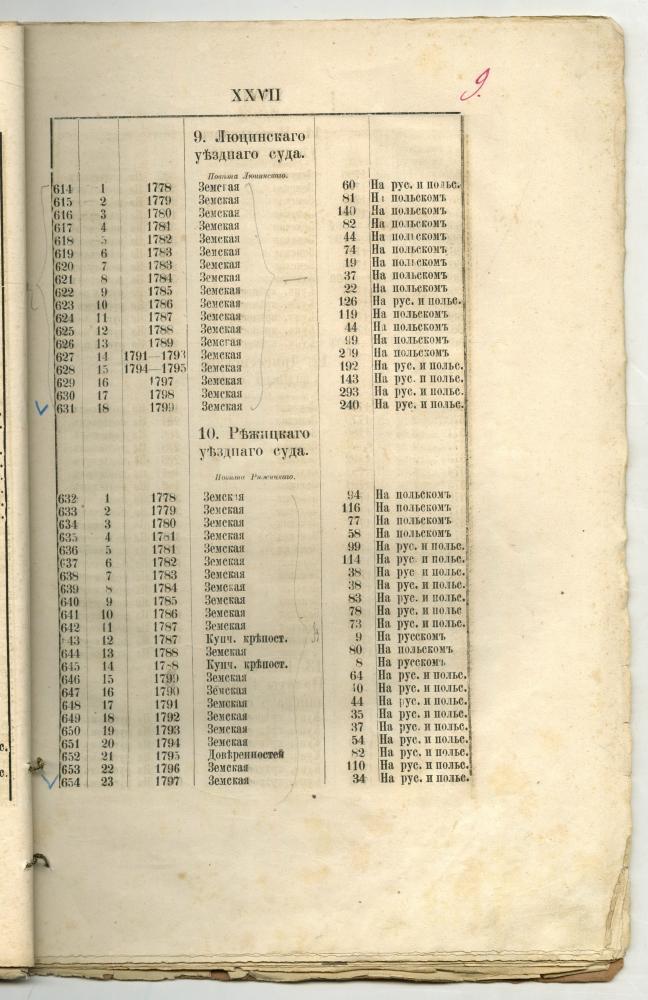 XXVII
9.
9. Люцинскаго
уѣзднаго суда.
Повѣта Люцинскаго.
614 1 1778 Земская 60 На рус. и польс.
615 2 1779 Земская 81 На польскомъ
616 3 1780 Земская 140 На польскомъ
617 4 1781 Земская 82 На польскомъ
618 5 1782 Земская 44 На польскомъ
619 6 1783 Земская 74 На польскомъ
620 7 1783 Земская 19 На польскомъ
621 8 1784 Земская 37 На польскомъ
622 9 1785 Земская 22 На польскомъ
623 10 1786 Земская 126 На рус. и польс.
624 11 1787 Земская 119 На польскомъ
625 12 1788 Земская 44 На польскомъ
626 13 1789 Земская 99 На польскомъ
627 14 1791—1793 Земская На польскомъ
628 15 1794—1795 Земская 192 На рус. и польс.
629 16 1797 Земская 143 На рус. и польс.
630 17 1798 Земская 293 На рус. и польс.
631 18 1799 Земская 240 На рус. и польс.
10. Рѣжицкаго
уѣзднаго суда.
Повѣта Рѣжицкаго.
632 1 1778 Земская 94 На польскомъ
633 2 1779 Земская 116 На польскомъ
634 3 1780 Земская 77 На польскомъ
635 4 1781 Земская 58 На польскомъ
636 5 1781 Земская 99 На рус. и польс.
637 6 1782 Земская 114 На рус. и польс.
638 7 1783 Земская 38 На рус. и польс.
639 8 1784 Земская 38 На рус. и польс.
640 9 1785 Земская 83 На рус. и польс.
641 10 1786 Земская 78 На рус. и польс
642 11 1787 Земская 73 На рус. и польс.
643 12 1787 Купч. крѣпост. 9 На русскомъ
644 13 1788 Земская 80 На польскомъ
645 14 1788 Купч. крѣпост. 8 На русскомъ
646 15 1799 Земская 64 На рус. и польс.
647 16 1790 Земская На рус. и польс.
648 17 1791 Земская 44 На рус. и польс.
649 18 1792 Земская 35 На рус. и польс.
650 19 1793 Земская 37 На рус. и польс.
651 20 1794 Земская 54 На рус. и польс.
652 21 1795 Довѣренностей 82 На рус. и польс.
653 22 1796 Земская 110 На рус. и польс.
654 23 1797 Земская 34 На рус. и польс.